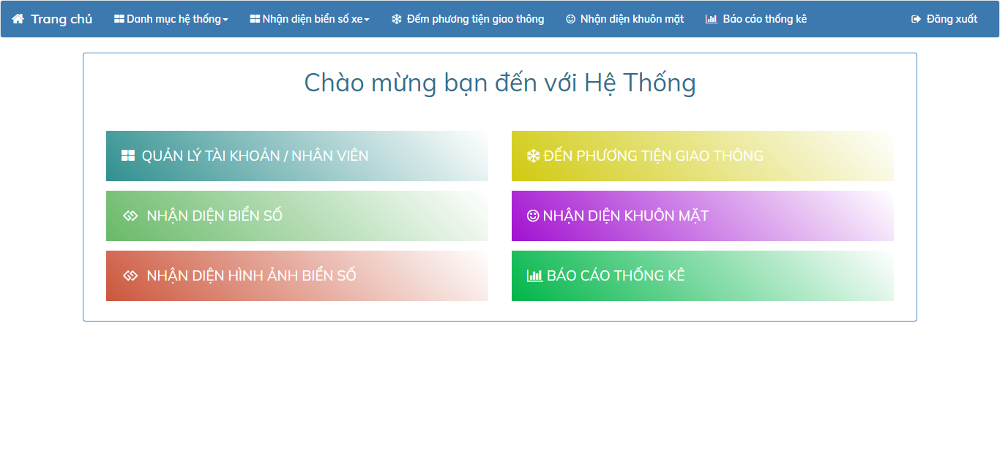 Trang chủ Danh mục hệ thống Nhận diện biển số xe Đếm phương tiện giao thông Nhận diện khuôn mặt Báo cáo thống kê Đăng xuất
Chào mừng bạn đến với Hệ Thống
QUẢN LÝ TÀI KHOẢN / NHÂN VIÊN
ĐẾN PHƯƠNG TIỆN GIAO THÔNG
NHẬN DIỆN BIỂN SỐ
NHẬN DIỆN KHUÔN MẶT
NHẬN DIỆN HÌNH ẢNH BIỂN SỐ
BÁO CÁO THỐNG KÊ